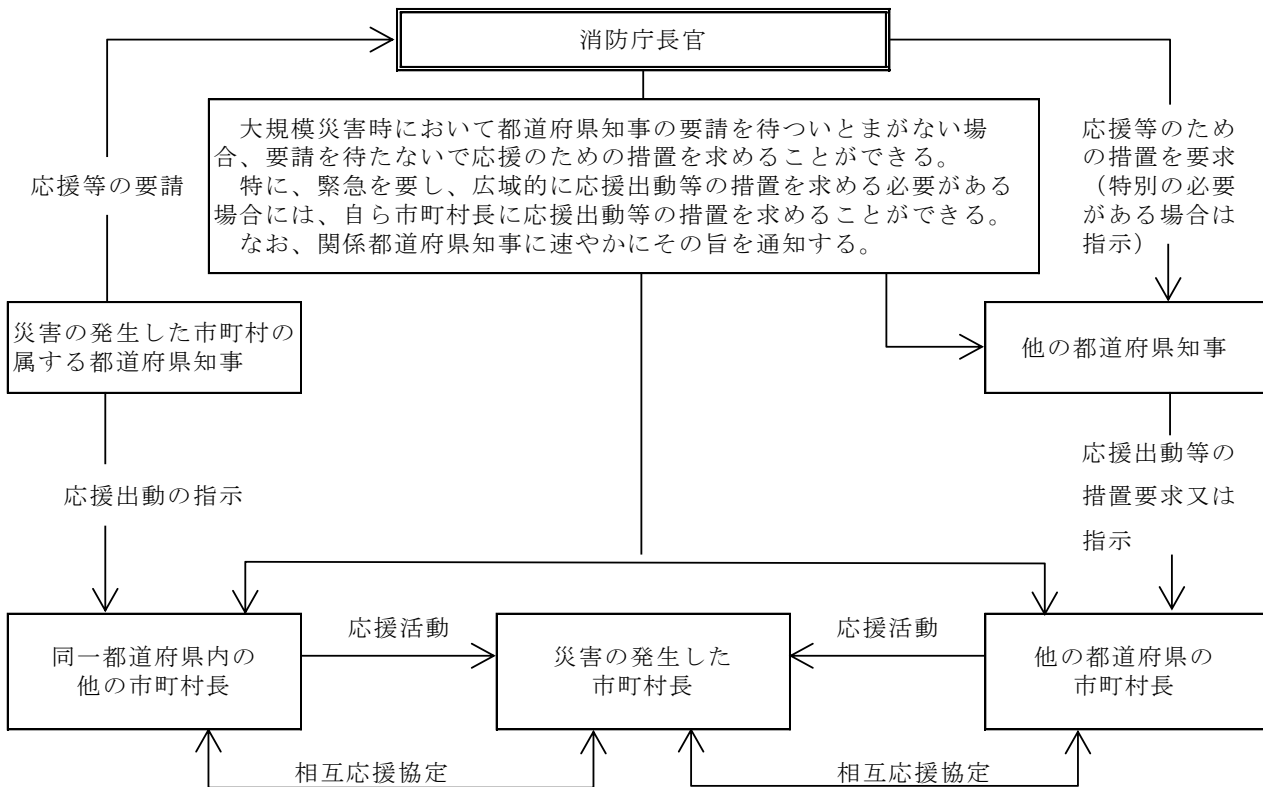 消防庁長官
大規模災害時において都道府県知事の要請を待ついとまがない場
合、要請を待たないで応援のための措置を求めることができる。
特に、緊急を要し、広域的に応援出動等の措置を求める必要がある
場合には、自ら市町村長に応援出動等の措置を求めることができる。
なお、関係都道府県知事に速やかにその旨を通知する。
応援等の要請
応援等のため
の措置を要求
（特別の必要
がある場合は
指示）
災害の発生した市町村の
属する都道府県知事
他の都道府県知事
応援出動の指示
応援出動等の
措置要求又は
指示
同一都道府県内の
他の市町村長
応援活動
災害の発生した
市町村長
応援活動
他の都道府県の
市町村長
相互応援協定
相互応援協定